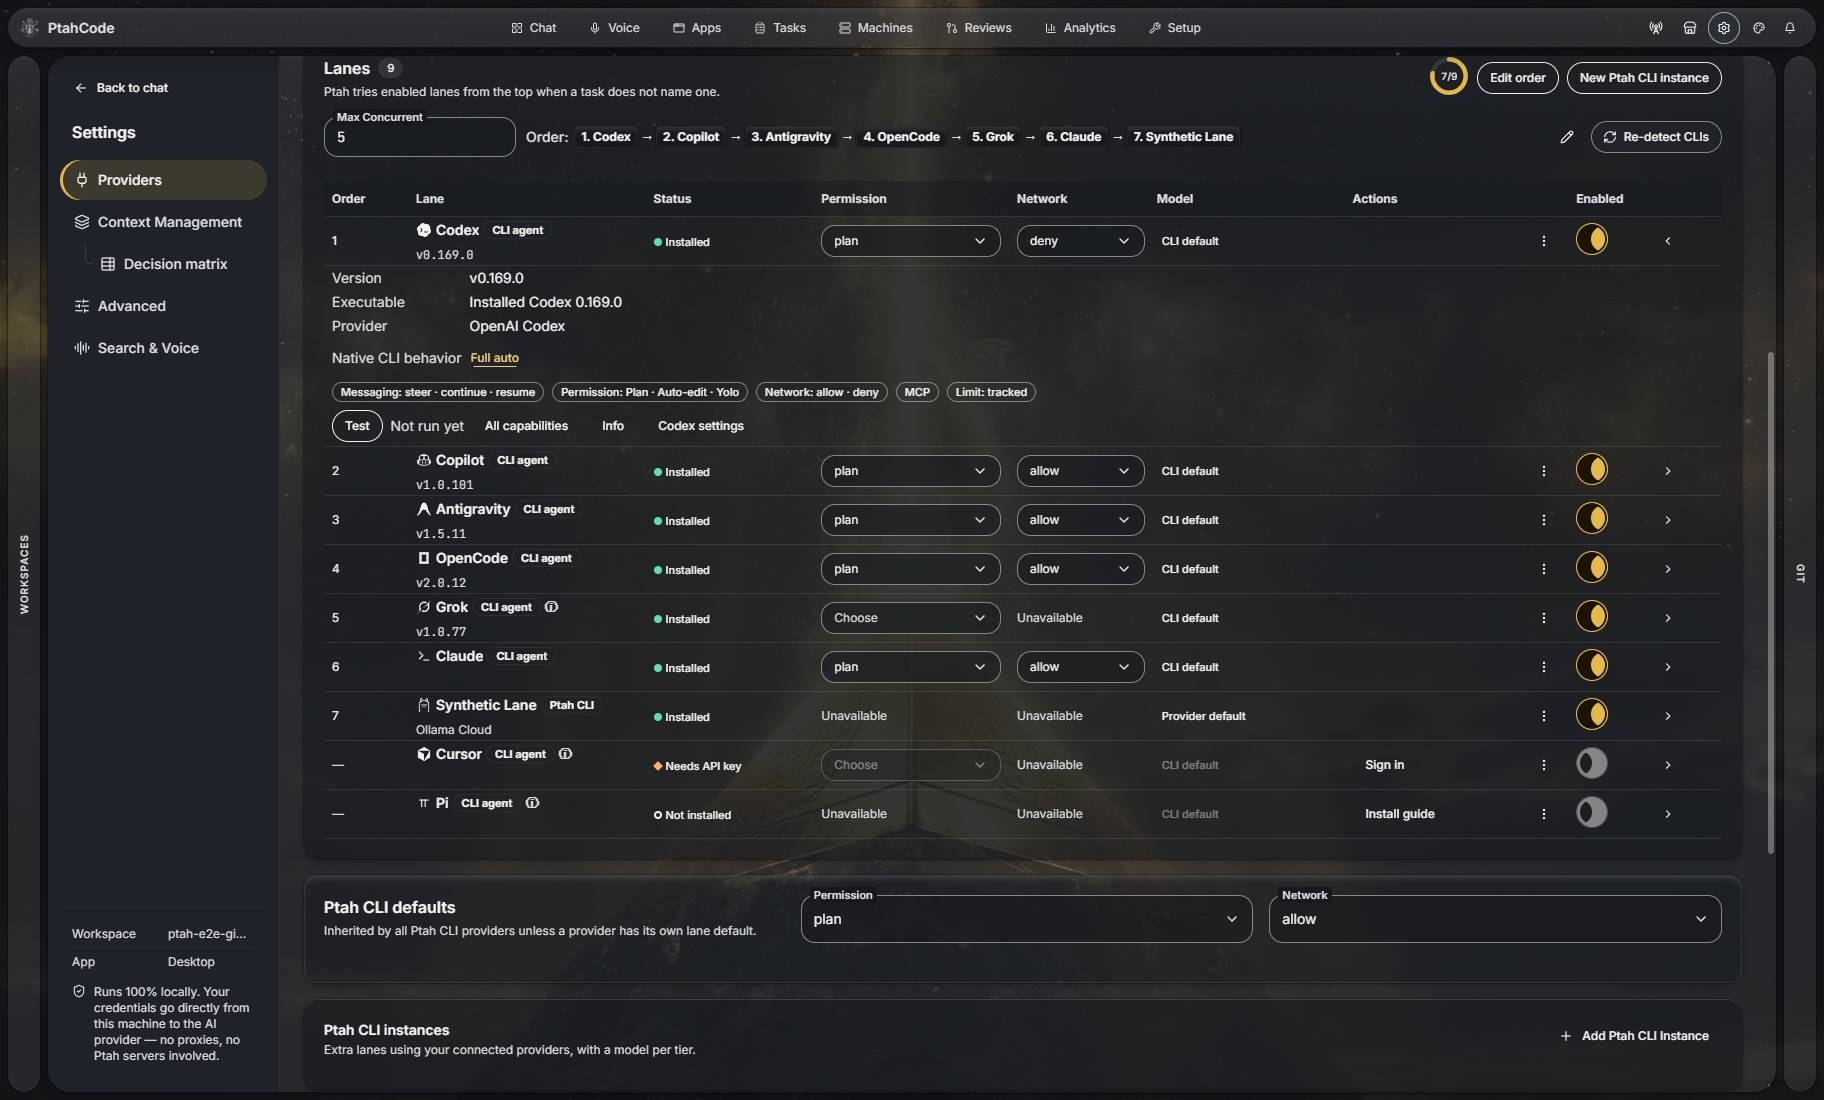 PtahCode
Chat
Voice
Apps
Tasks
Machines
Reviews
Analytics
Setup
WORKSPACES
Back to chat
Settings
Providers
Context Management
Decision matrix
Advanced
Search & Voice
Workspace ptah-e2e-gi...
App Desktop
Runs 100% locally. Your
credentials go directly from
this machine to the AI
provider — no proxies, no
Ptah servers involved.
Lanes 9
Ptah tries enabled lanes from the top when a task does not name one.
7/9
Edit order
New Ptah CLI instance
Max Concurrent
5
Order: 1. Codex → 2. Copilot → 3. Antigravity → 4. OpenCode → 5. Grok → 6. Claude → 7. Synthetic Lane
Re-detect CLIs
Order Lane Status Permission Network Model Actions Enabled
1 Codex CLI agent Installed plan deny CLI default
v0.169.0
Version v0.169.0
Executable Installed Codex 0.169.0
Provider OpenAI Codex
Native CLI behavior Full auto
Messaging: steer · continue · resume Permission: Plan · Auto-edit · Yolo Network: allow · deny MCP Limit: tracked
Test Not run yet All capabilities Info Codex settings
2 Copilot CLI agent Installed plan allow CLI default
v1.0.101
3 Antigravity CLI agent Installed plan allow CLI default
v1.5.11
4 OpenCode CLI agent Installed plan allow CLI default
v2.0.12
5 Grok CLI agent Installed Choose Unavailable CLI default
v1.0.77
6 Claude CLI agent Installed plan allow CLI default
7 Synthetic Lane Ptah CLI Installed Unavailable Unavailable Provider default
Ollama Cloud
— Cursor CLI agent Needs API key Choose Unavailable CLI default Sign in
— Pi CLI agent Not installed Unavailable Unavailable CLI default Install guide
Ptah CLI defaults
Inherited by all Ptah CLI providers unless a provider has its own lane default.
Permission
plan
Network
allow
Ptah CLI instances
Extra lanes using your connected providers, with a model per tier.
+ Add Ptah CLI Instance
GIT